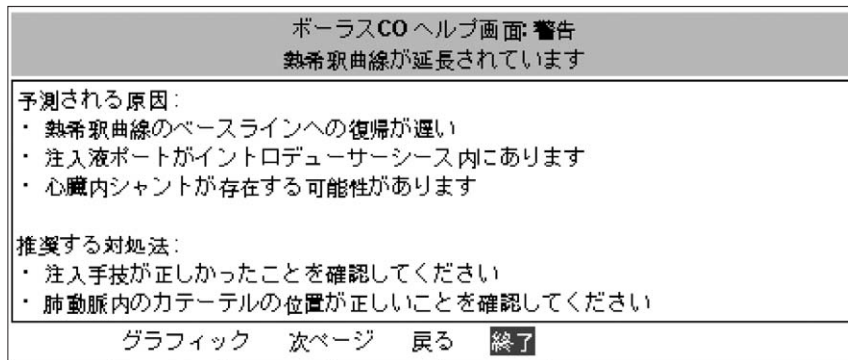 ボーラスCO ヘルプ画面: 警告
熱希釈曲線が延長されています
予測される原因:
・ 熱希釈曲線のベースラインへの復帰が遅い
・ 注入液ポートがイントロデューサーシース内にあります
・ 心臓内シャントが存在する可能性があります
推奨する対処法:
・ 注入手技が正しかったことを確認してください
・ 肺動脈内のカテーテルの位置が正しいことを確認してください
グラフィック 次ページ 戻る 終了